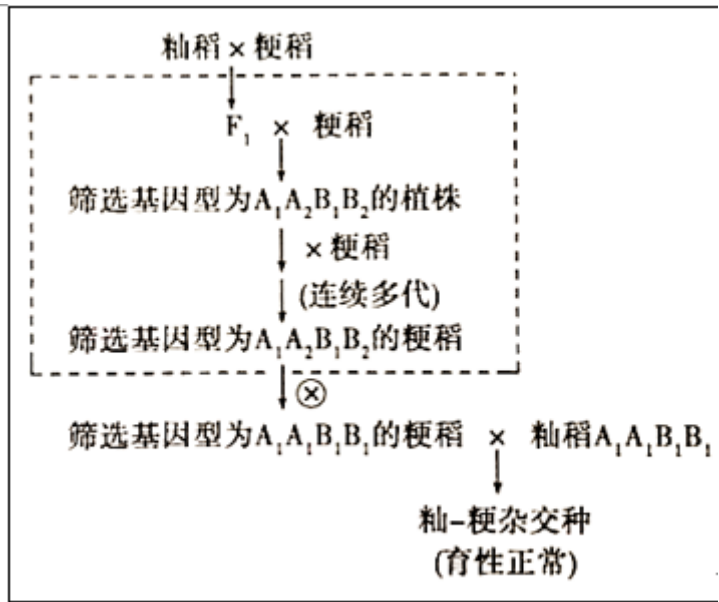 籼稻×粳稻
F₁ × 粳稻
筛选基因型为A₁A₂B₁B₂的植株
×粳稻
(连续多代)
筛选基因型为A₁A₂B₁B₂的粳稻
⊗
筛选基因型为A₁A₁B₁B₁的粳稻 × 籼稻A₁A₁B₁B₁
籼-粳杂交种
(育性正常)